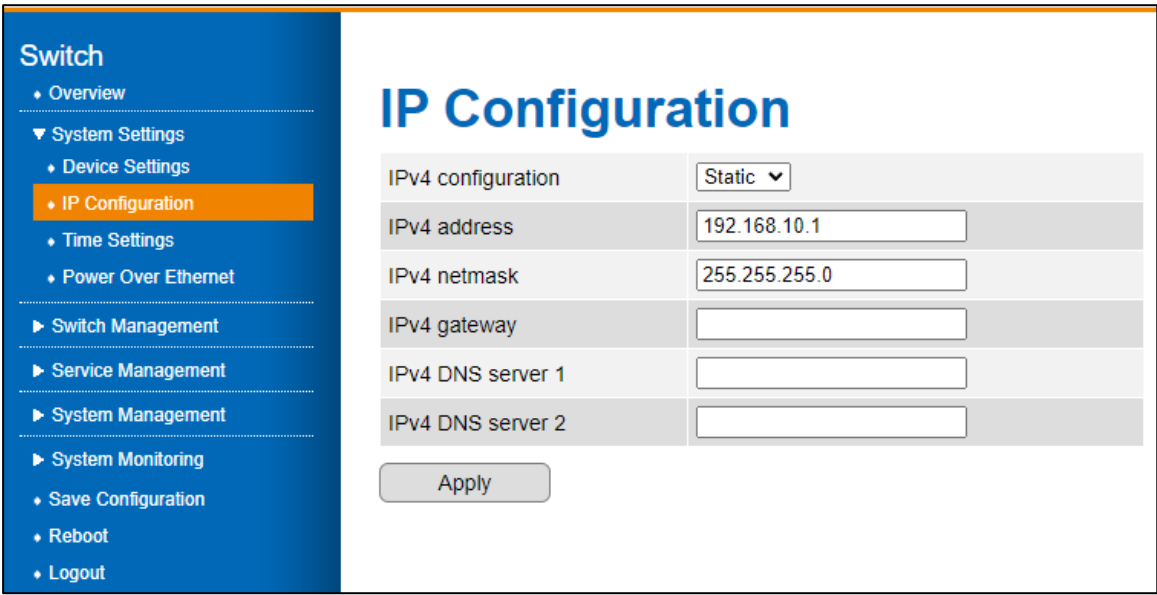 Switch
Overview
System Settings
Device Settings
IP Configuration
Time Settings
Power Over Ethernet
Switch Management
Service Management
System Management
System Monitoring
Save Configuration
Reboot
Logout
IP Configuration
IPv4 configuration Static
IPv4 address 192.168.10.1
IPv4 netmask 255.255.255.0
IPv4 gateway
IPv4 DNS server 1
IPv4 DNS server 2
Apply